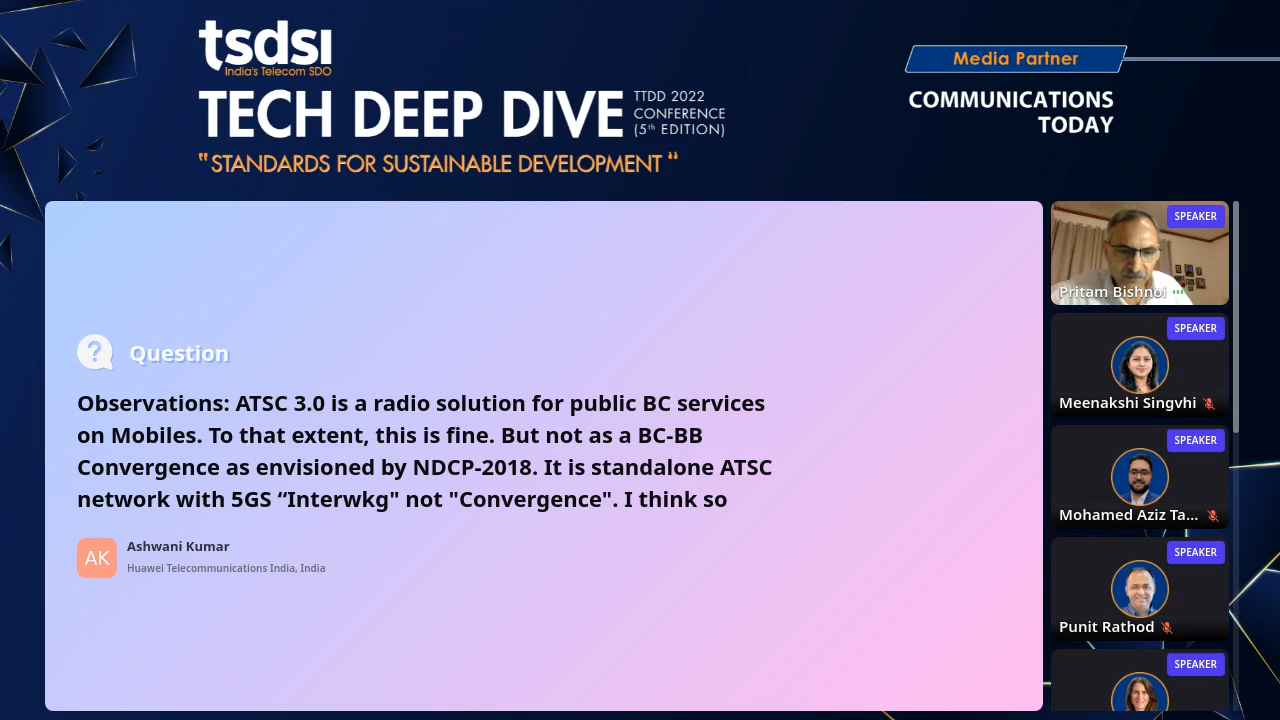 tsdsi
India's Telecom SDO
TECH DEEP DIVE
TTDD 2022
CONFERENCE
(5th EDITION)
"STANDARDS FOR SUSTAINABLE DEVELOPMENT"
Media Partner
COMMUNICATIONS
TODAY
Question
Observations: ATSC 3.0 is a radio solution for public BC services
on Mobiles. To that extent, this is fine. But not as a BC-BB
Convergence as envisioned by NDCP-2018. It is standalone ATSC
network with 5GS “Interwkg" not "Convergence". I think so
AK
Ashwani Kumar
Huawei Telecommunications India, India
SPEAKER
Pritam Bishnoi
SPEAKER
Meenakshi Singvhi
SPEAKER
Mohamed Aziz Ta...
SPEAKER
Punit Rathod
SPEAKER